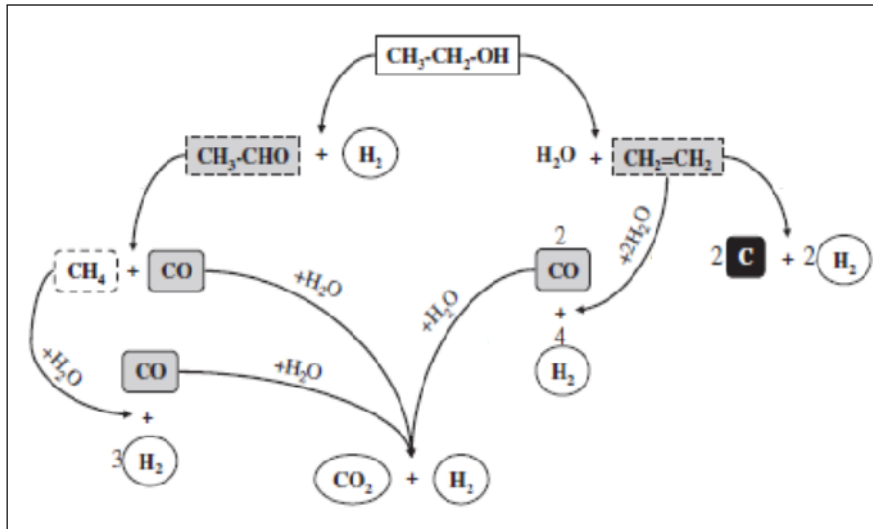 CH₃-CH₂-OH
CH₃-CHO + H₂
H₂O + CH₂=CH₂
+2H₂O
2 C + 2 H₂
CH₄ + CO
+H₂O
2
CO
+
4
H₂
+H₂O
+H₂O
CO
+
3 H₂
+H₂O
CO₂ + H₂